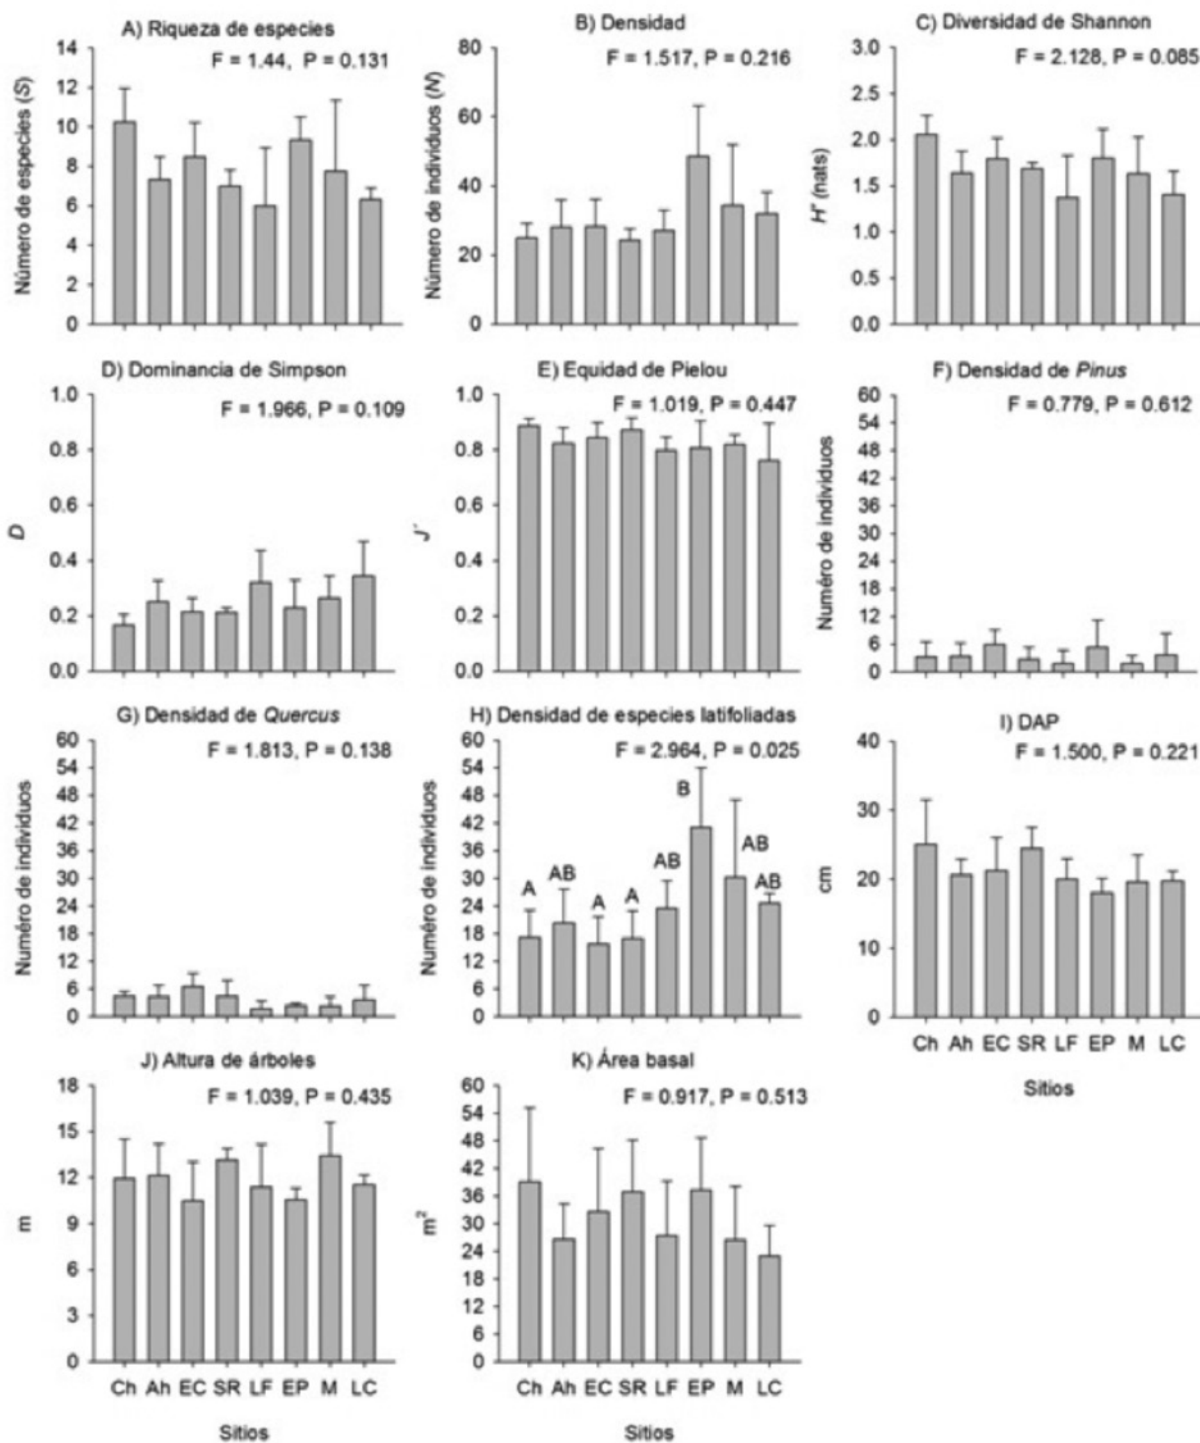 A) Riqueza de especies
F = 1.44, P = 0.131
Número de especies (S)
14
12
10
8
6
4
2
0
B) Densidad
F = 1.517, P = 0.216
Número de individuos (N)
80
60
40
20
0
C) Diversidad de Shannon
F = 2.128, P = 0.085
H' (nats)
3.0
2.5
2.0
1.5
1.0
0.5
0.0
D) Dominancia de Simpson
F = 1.966, P = 0.109
D
1.0
0.8
0.6
0.4
0.2
0.0
E) Equidad de Pielou
F = 1.019, P = 0.447
J´
1.0
0.8
0.6
0.4
0.2
0.0
F) Densidad de Pinus
F = 0.779, P = 0.612
Numéro de individuos
60
54
48
42
36
30
24
18
12
6
0
G) Densidad de Quercus
F = 1.813, P = 0.138
Numéro de individuos
60
54
48
42
36
30
24
18
12
6
0
H) Densidad de especies latifoliadas
F = 2.964, P = 0.025
Numéro de individuos
60
54
48
42
36
30
24
18
12
6
0
A AB A A AB B AB AB
I) DAP
F = 1.500, P = 0.221
cm
40
30
20
10
0
Ch Ah EC SR LF EP M LC
Sitios
J) Altura de árboles
F = 1.039, P = 0.435
m
18
15
12
9
6
3
0
Ch Ah EC SR LF EP M LC
Sitios
K) Área basal
F = 0.917, P = 0.513
m²
60
54
48
42
36
30
24
18
12
6
0
Ch Ah EC SR LF EP M LC
Sitios